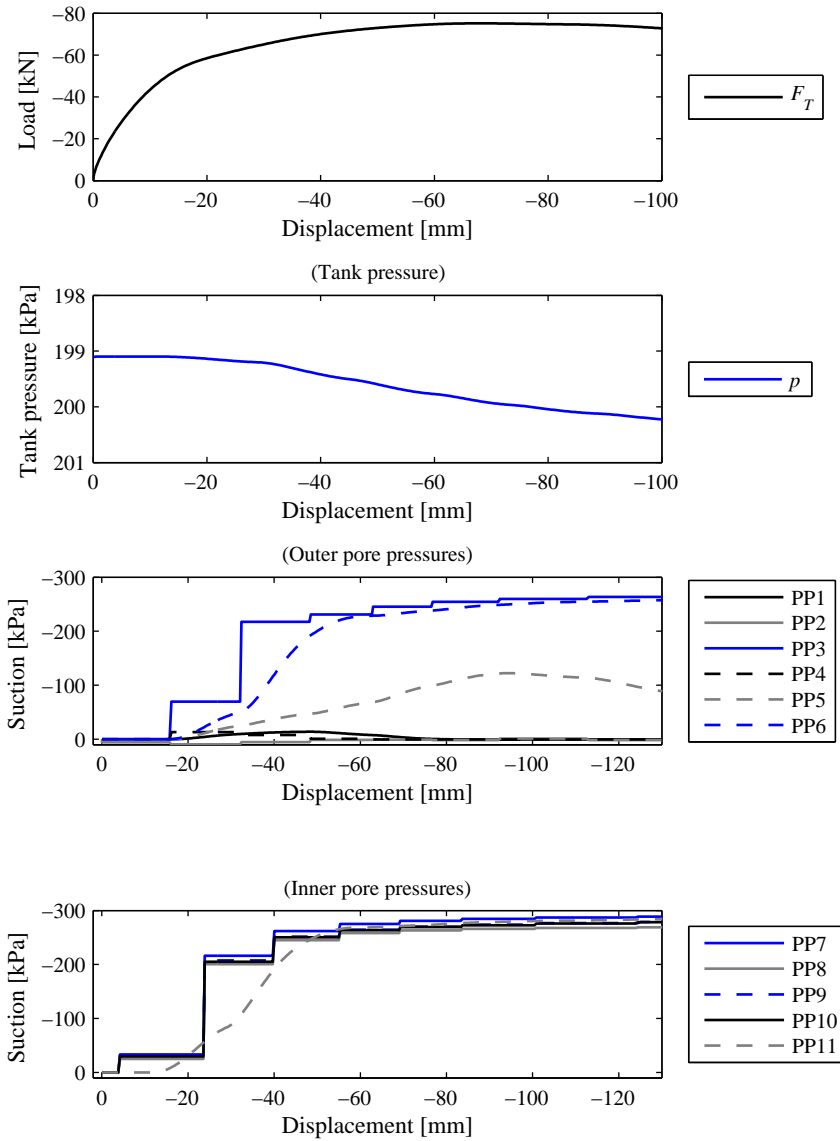 −80
−60
−40
−20
0
Load [kN]
0 −20 −40 −60 −80 −100
Displacement [mm]
F_T
(Tank pressure)
198
199
200
201
Tank pressure [kPa]
0 −20 −40 −60 −80 −100
Displacement [mm]
p
(Outer pore pressures)
−300
−200
−100
0
Suction [kPa]
0 −20 −40 −60 −80 −100 −120
Displacement [mm]
PP1
PP2
PP3
PP4
PP5
PP6
(Inner pore pressures)
−300
−200
−100
0
Suction [kPa]
0 −20 −40 −60 −80 −100 −120
Displacement [mm]
PP7
PP8
PP9
PP10
PP11